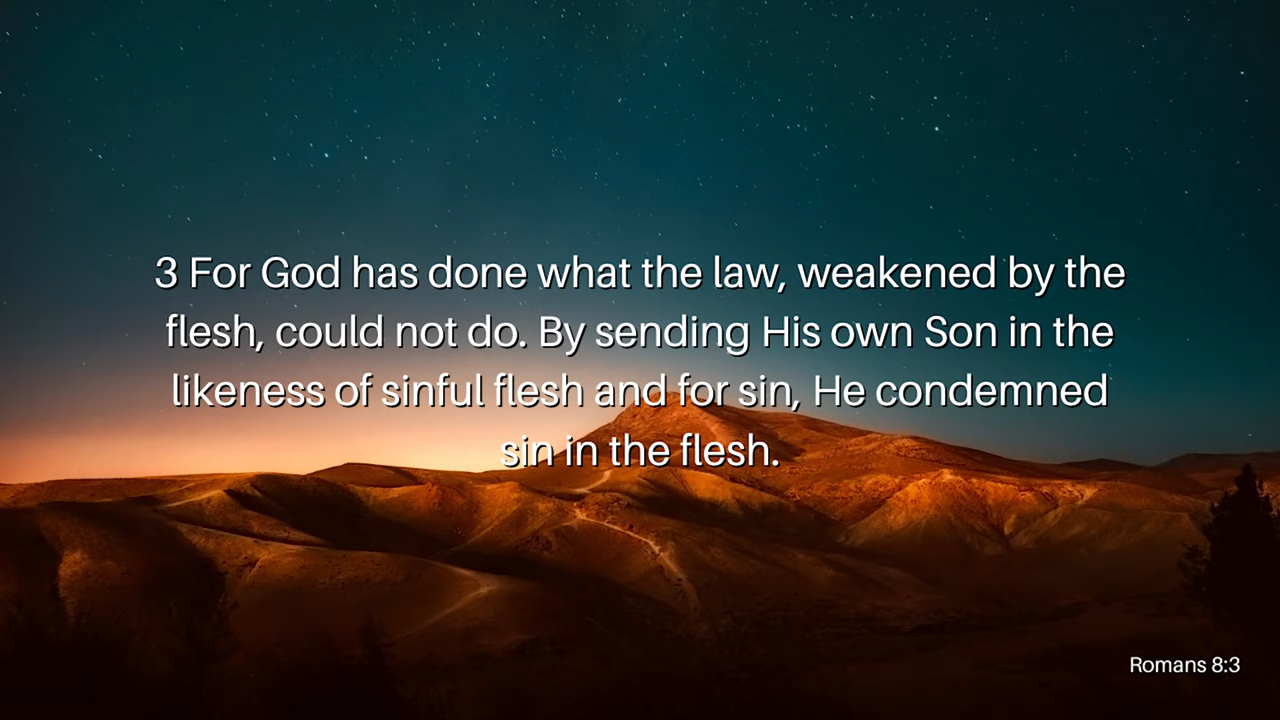 3 For God has done what the law, weakened by the
flesh, could not do. By sending His own Son in the
likeness of sinful flesh and for sin, He condemned
sin in the flesh.
Romans 8:3